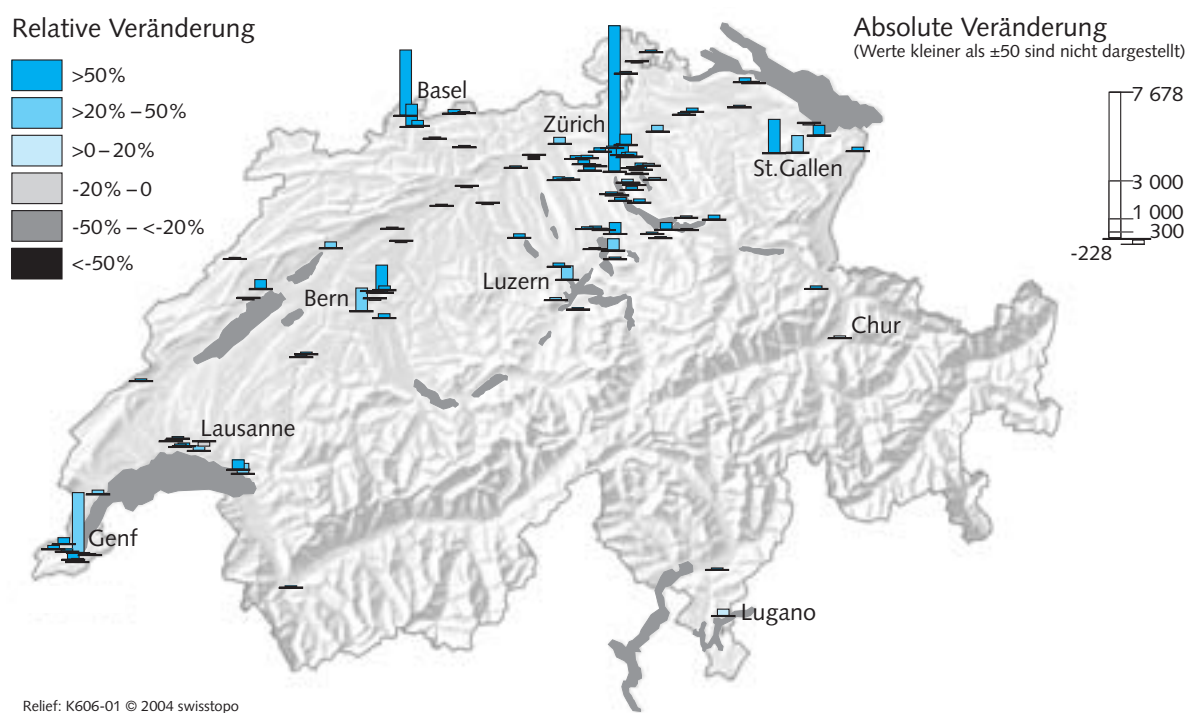 Relative Veränderung
>50%
>20% – 50%
>0 – 20%
-20% – 0
-50% – <-20%
<-50%
Absolute Veränderung
(Werte kleiner als ±50 sind nicht dargestellt)
7 678
3 000
1 000
300
-228
Basel
Zürich
St.Gallen
Luzern
Bern
Chur
Lausanne
Genf
Lugano
Relief: K606-01 © 2004 swisstopo